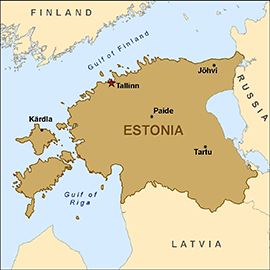 FINLAND
Gulf of Finland
Tallinn
Jõhvi
RUSSIA
Paide
Kärdla
ESTONIA
Tartu
Gulf of
Riga
LATVIA